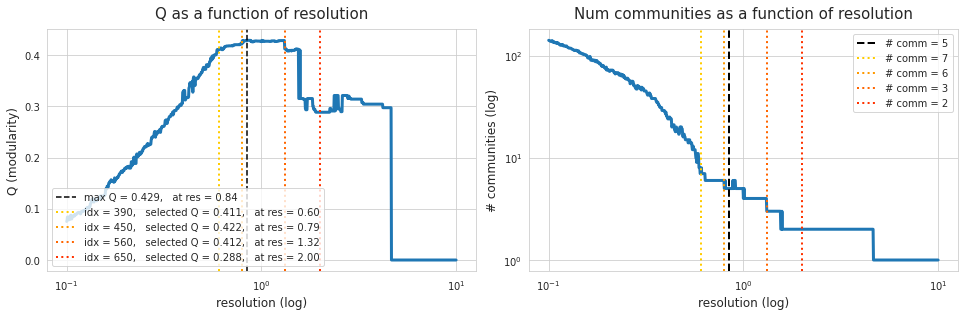 Q as a function of resolution
Q (modularity)
0.4
0.3
0.2
0.1
0.0
max Q = 0.429, at res = 0.84
idx = 390, selected Q = 0.411, at res = 0.60
idx = 450, selected Q = 0.422, at res = 0.79
idx = 560, selected Q = 0.412, at res = 1.32
idx = 650, selected Q = 0.288, at res = 2.00
10⁻¹ 10⁰ 10¹
resolution (log)
Num communities as a function of resolution
# communities (log)
10²
10¹
10⁰
# comm = 5
# comm = 7
# comm = 6
# comm = 3
# comm = 2
10⁻¹ 10⁰ 10¹
resolution (log)